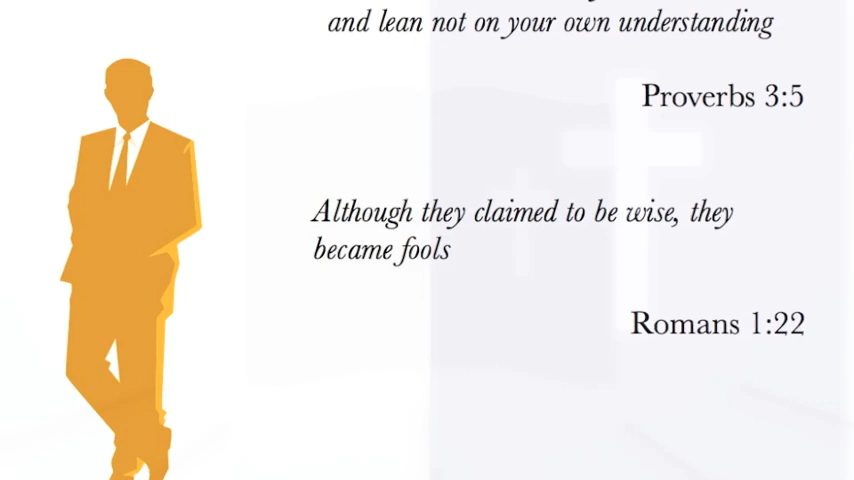 and lean not on your own understanding
Proverbs 3:5
Although they claimed to be wise, they
became fools
Romans 1:22